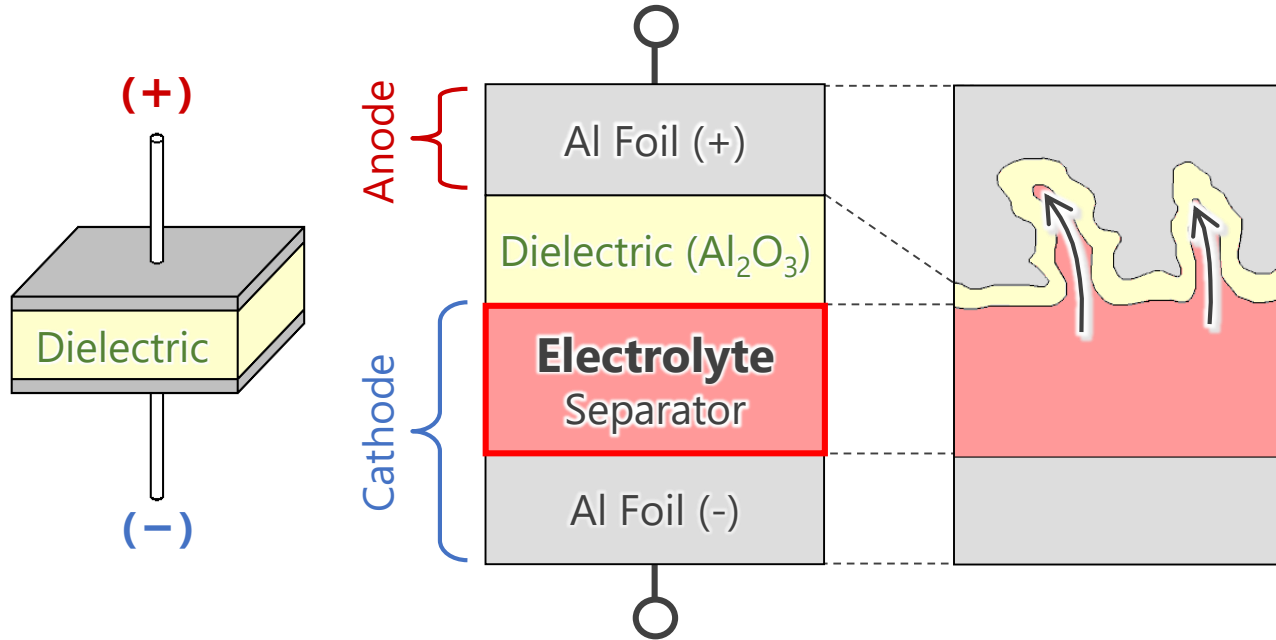 (+)
Dielectric
(−)
Anode
Cathode
Al Foil (+)
Dielectric (Al₂O₃)
Electrolyte
Separator
Al Foil (-)